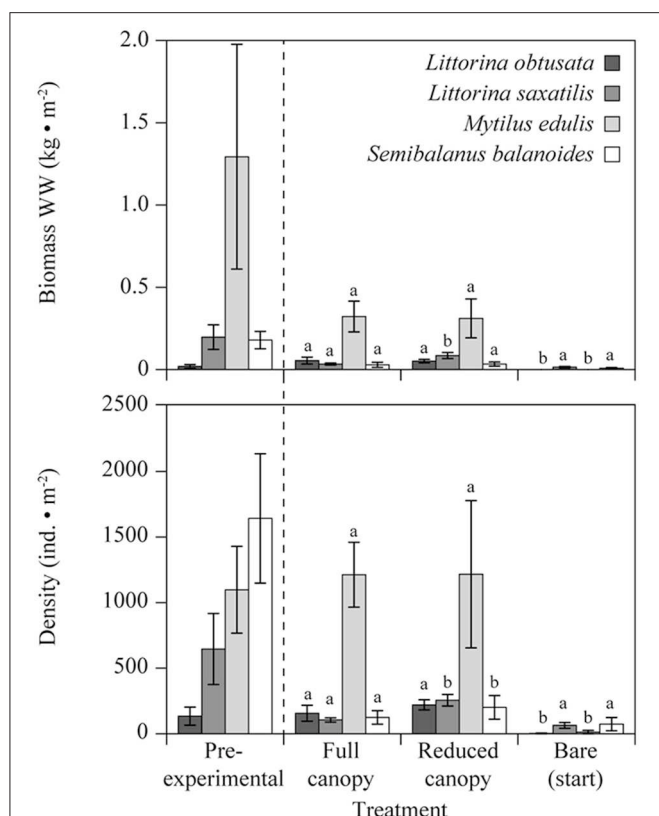 2.0
1.5
1.0
0.5
0
Biomass WW (kg • m-2)
Littorina obtusata
Littorina saxatilis
Mytilus edulis
Semibalanus balanoides
a a a a
a b a a
b a b a
2500
2000
1500
1000
500
0
Density (ind. • m-2)
a a a a
a b a b
b a b a
Pre-
experimental
Full
canopy
Reduced
canopy
Bare
(start)
Treatment